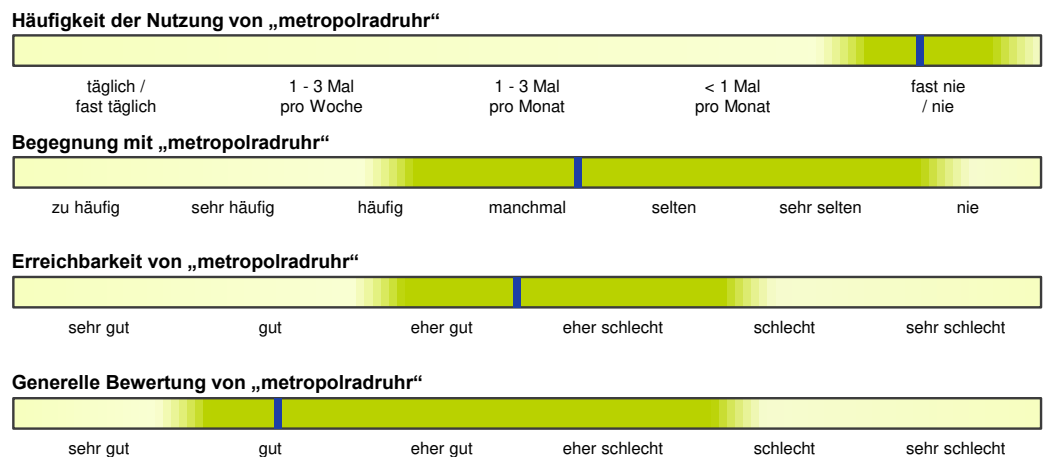 Häufigkeit der Nutzung von „metropolradruhr“
täglich / 1 - 3 Mal 1 - 3 Mal < 1 Mal fast nie
fast täglich pro Woche pro Monat pro Monat / nie
Begegnung mit „metropolradruhr“
zu häufig sehr häufig häufig manchmal selten sehr selten nie
Erreichbarkeit von „metropolradruhr“
sehr gut gut eher gut eher schlecht schlecht sehr schlecht
Generelle Bewertung von „metropolradruhr“
sehr gut gut eher gut eher schlecht schlecht sehr schlecht